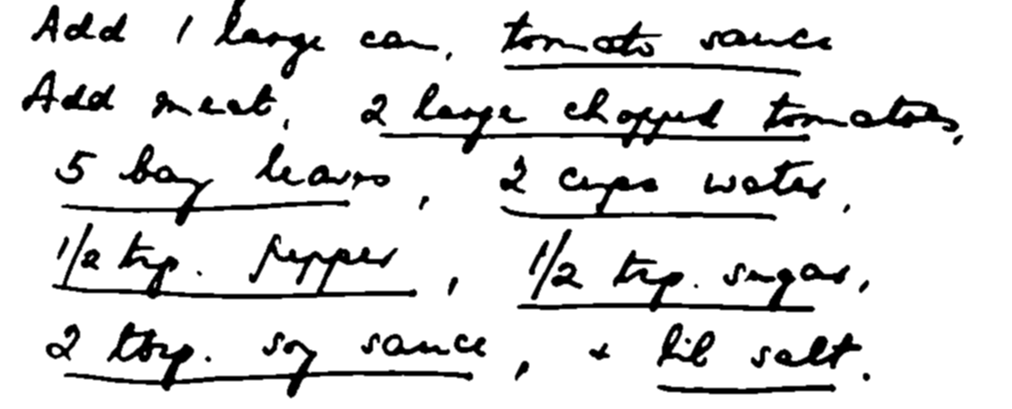 Add 1 large can, tomato sauce
Add meat, 2 large chopped tomatoes,
5 bay leaves, 2 cups water,
1/2 tsp. pepper, 1/2 tsp. sugar,
2 tbsp. soy sauce, + lil salt.